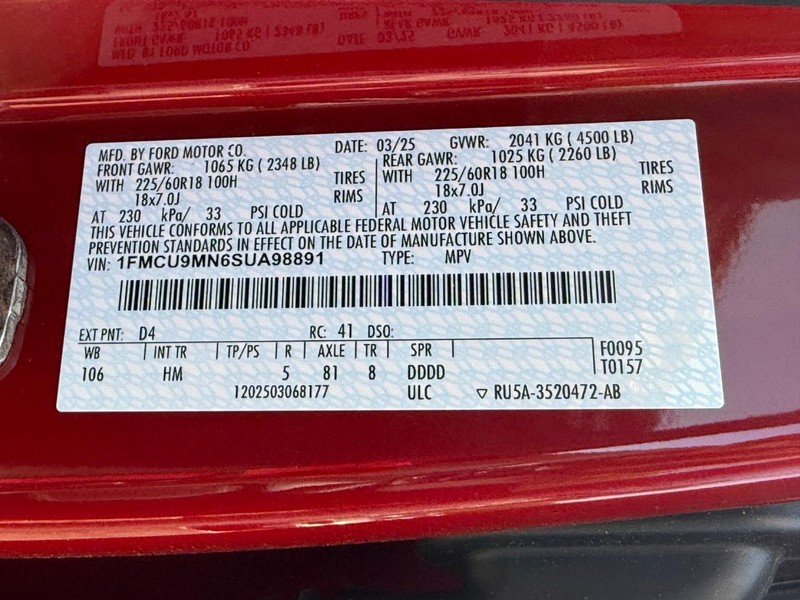 MFD. BY FORD MOTOR CO. DATE: 03/25 GVWR: 2041 KG ( 4500 LB)
FRONT GAWR: 1065 KG ( 2348 LB) REAR GAWR: 1025 KG ( 2260 LB)
WITH 225/60R18 100H TIRES WITH 225/60R18 100H TIRES
18x7.0J RIMS 18x7.0J RIMS
AT 230 kPa/ 33 PSI COLD AT 230 kPa/ 33 PSI COLD
THIS VEHICLE CONFORMS TO ALL APPLICABLE FEDERAL MOTOR VEHICLE SAFETY AND THEFT
PREVENTION STANDARDS IN EFFECT ON THE DATE OF MANUFACTURE SHOWN ABOVE.
VIN: 1FMCU9MN6SUA98891 TYPE: MPV
EXT PNT: D4 RC: 41 DSO:
WB INT TR TP/PS R AXLE TR SPR F0095
106 HM 5 81 8 DDDD T0157
1202503068177 ULC ▽ RU5A-3520472-AB